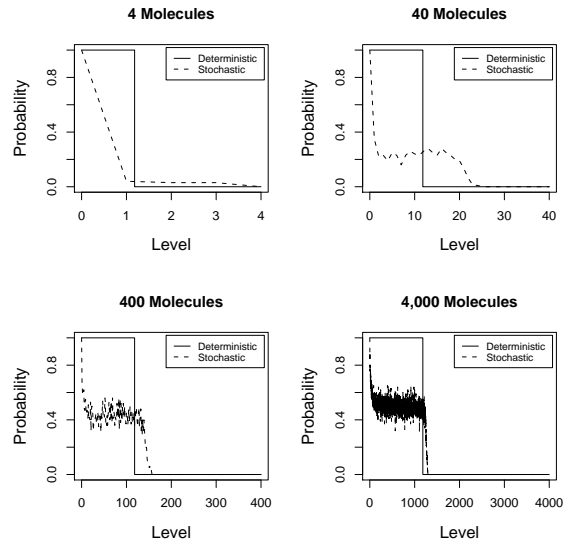 4 Molecules
Probability
0.0 0.4 0.8
Deterministic
Stochastic
0 1 2 3 4
Level
40 Molecules
Probability
0.0 0.4 0.8
Deterministic
Stochastic
0 10 20 30 40
Level
400 Molecules
Probability
0.0 0.4 0.8
Deterministic
Stochastic
0 100 200 300 400
Level
4,000 Molecules
Probability
0.0 0.4 0.8
Deterministic
Stochastic
0 1000 2000 3000 4000
Level